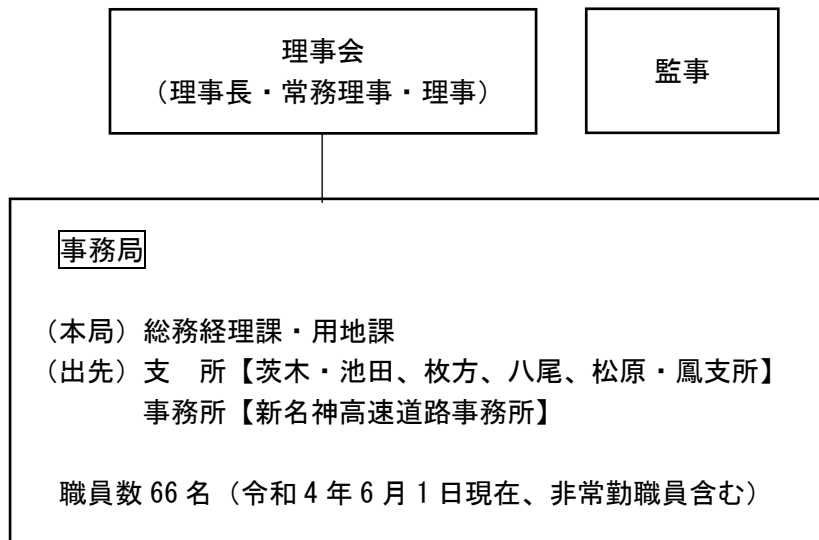 理事会
（理事長・常務理事・理事）
監事
事務局
（本局）総務経理課・用地課
（出先）支　所【茨木・池田、枚方、八尾、松原・鳳支所】
事務所【新名神高速道路事務所】
職員数 66 名（令和 4 年 6 月 1 日現在、非常勤職員含む）